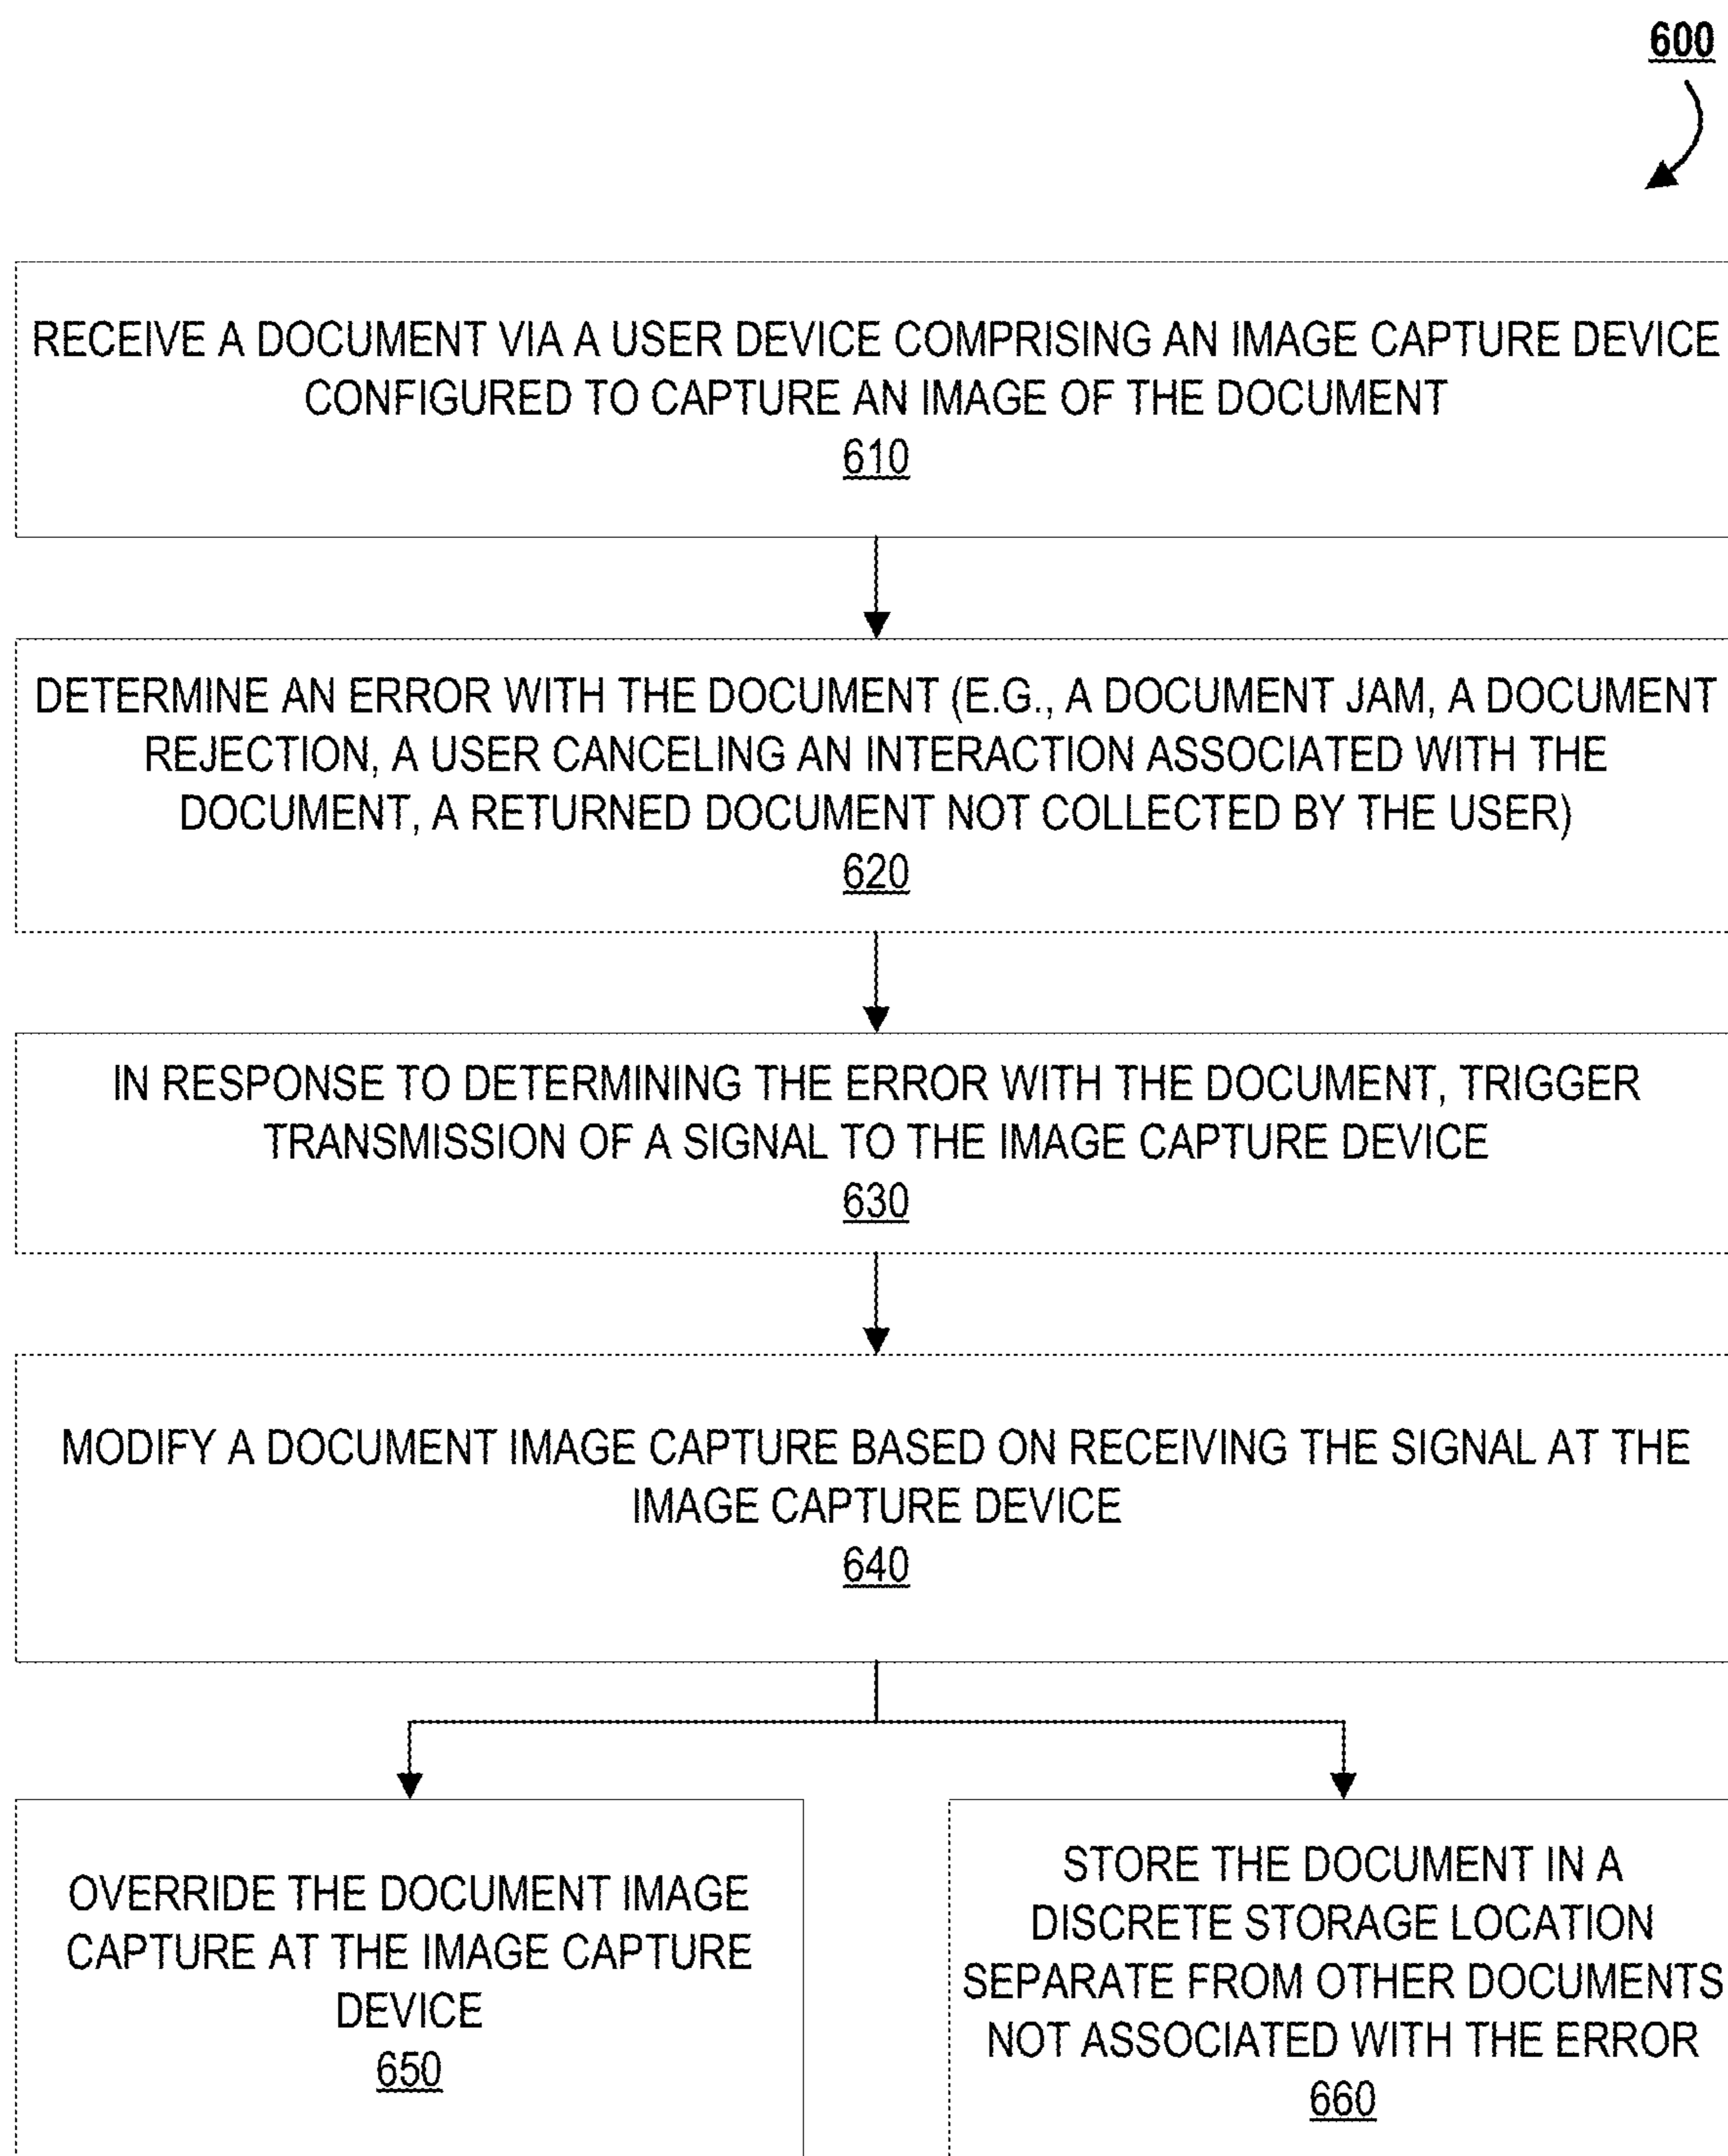 600
RECEIVE A DOCUMENT VIA A USER DEVICE COMPRISING AN IMAGE CAPTURE DEVICE
CONFIGURED TO CAPTURE AN IMAGE OF THE DOCUMENT
610
DETERMINE AN ERROR WITH THE DOCUMENT (E.G., A DOCUMENT JAM, A DOCUMENT
REJECTION, A USER CANCELING AN INTERACTION ASSOCIATED WITH THE
DOCUMENT, A RETURNED DOCUMENT NOT COLLECTED BY THE USER)
620
IN RESPONSE TO DETERMINING THE ERROR WITH THE DOCUMENT, TRIGGER
TRANSMISSION OF A SIGNAL TO THE IMAGE CAPTURE DEVICE
630
MODIFY A DOCUMENT IMAGE CAPTURE BASED ON RECEIVING THE SIGNAL AT THE
IMAGE CAPTURE DEVICE
640
OVERRIDE THE DOCUMENT IMAGE
CAPTURE AT THE IMAGE CAPTURE
DEVICE
650
STORE THE DOCUMENT IN A
DISCRETE STORAGE LOCATION
SEPARATE FROM OTHER DOCUMENTS
NOT ASSOCIATED WITH THE ERROR
660